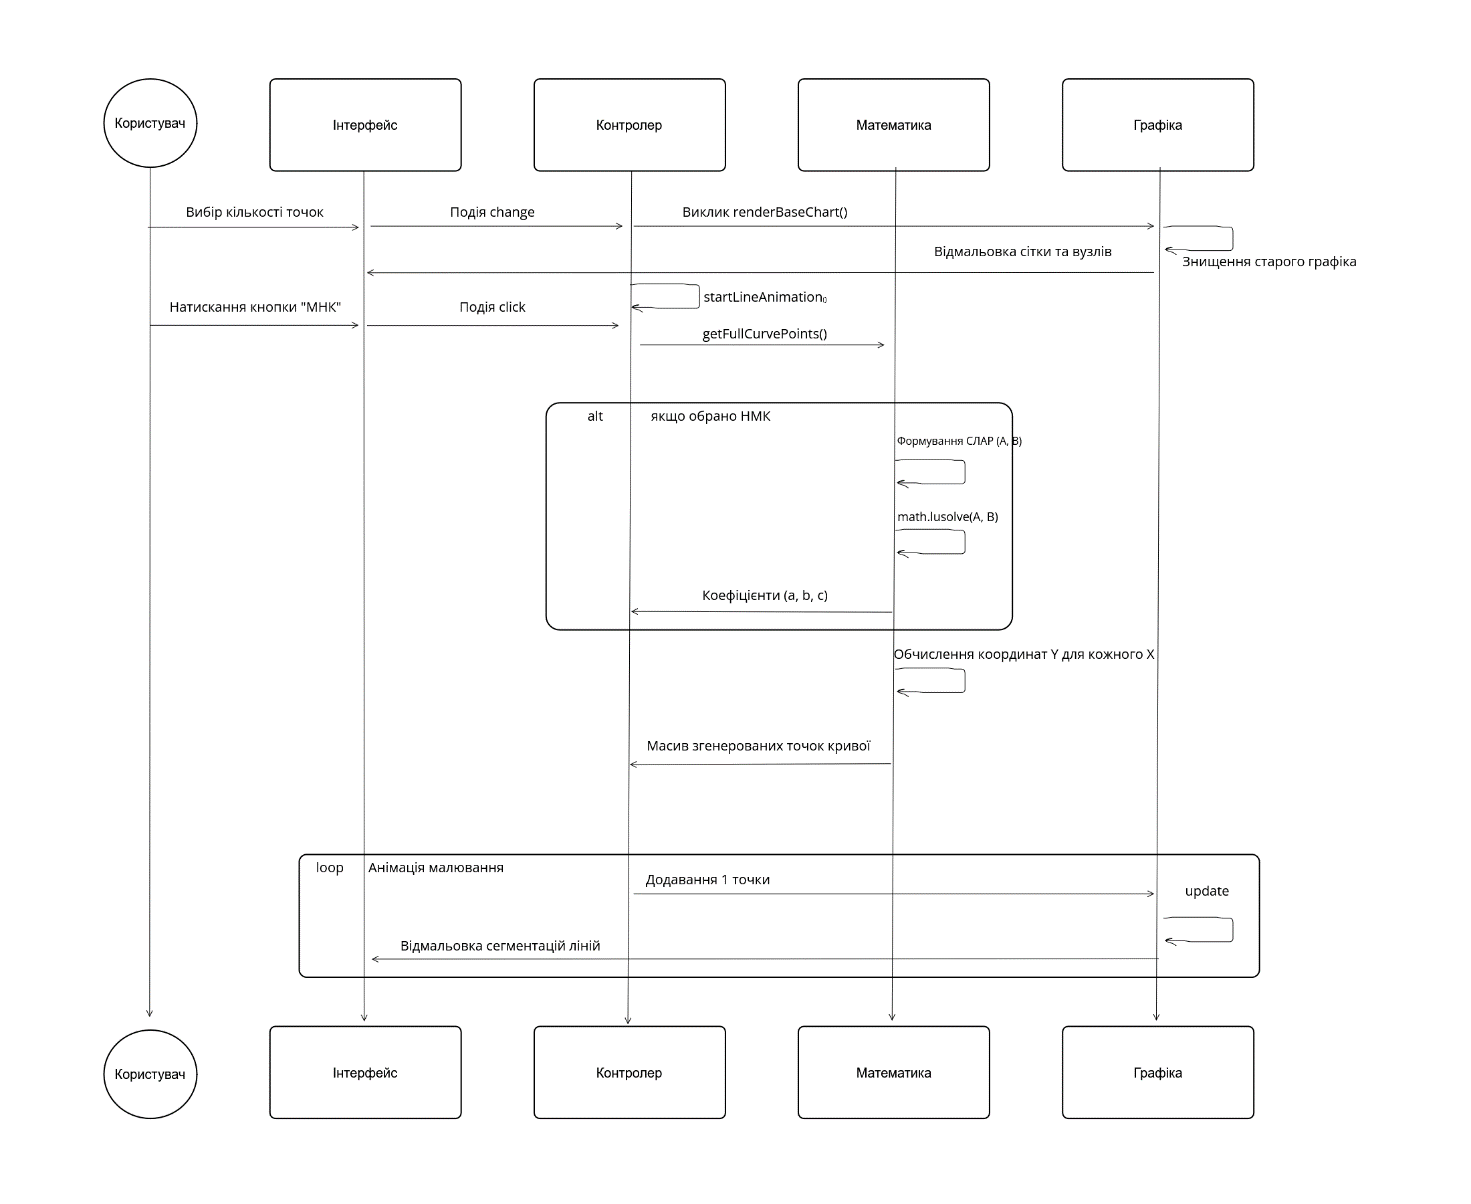 Користувач
Інтерфейс
Контролер
Математика
Графіка
Вибір кількості точок
Подія change
Виклик renderBaseChart()
Відмальовка сітки та вузлів
Знищення старого графіка
startLineAnimation₀
Натискання кнопки "МНК"
Подія click
getFullCurvePoints()
alt
якщо обрано НМК
Формування СЛАР (A, B)
math.lusolve(A, B)
Коефіцієнти (a, b, c)
Обчислення координат Y для кожного X
Масив згенерованих точок кривої
loop
Анімація малювання
Додавання 1 точки
update
Відмальовка сегментацій ліній
Користувач
Інтерфейс
Контролер
Математика
Графіка